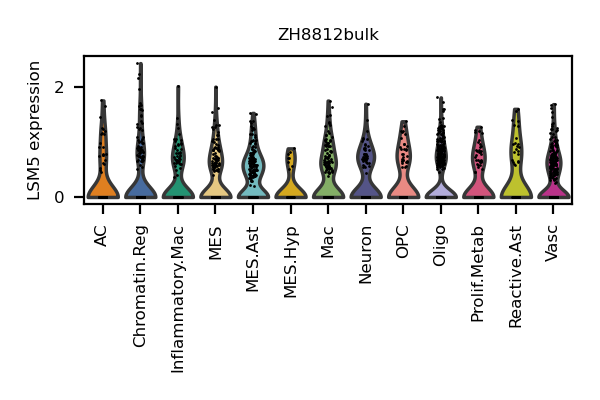 ZH8812bulk
LSM5 expression
2
0
AC
Chromatin.Reg
Inflammatory.Mac
MES
MES.Ast
MES.Hyp
Mac
Neuron
OPC
Oligo
Prolif.Metab
Reactive.Ast
Vasc